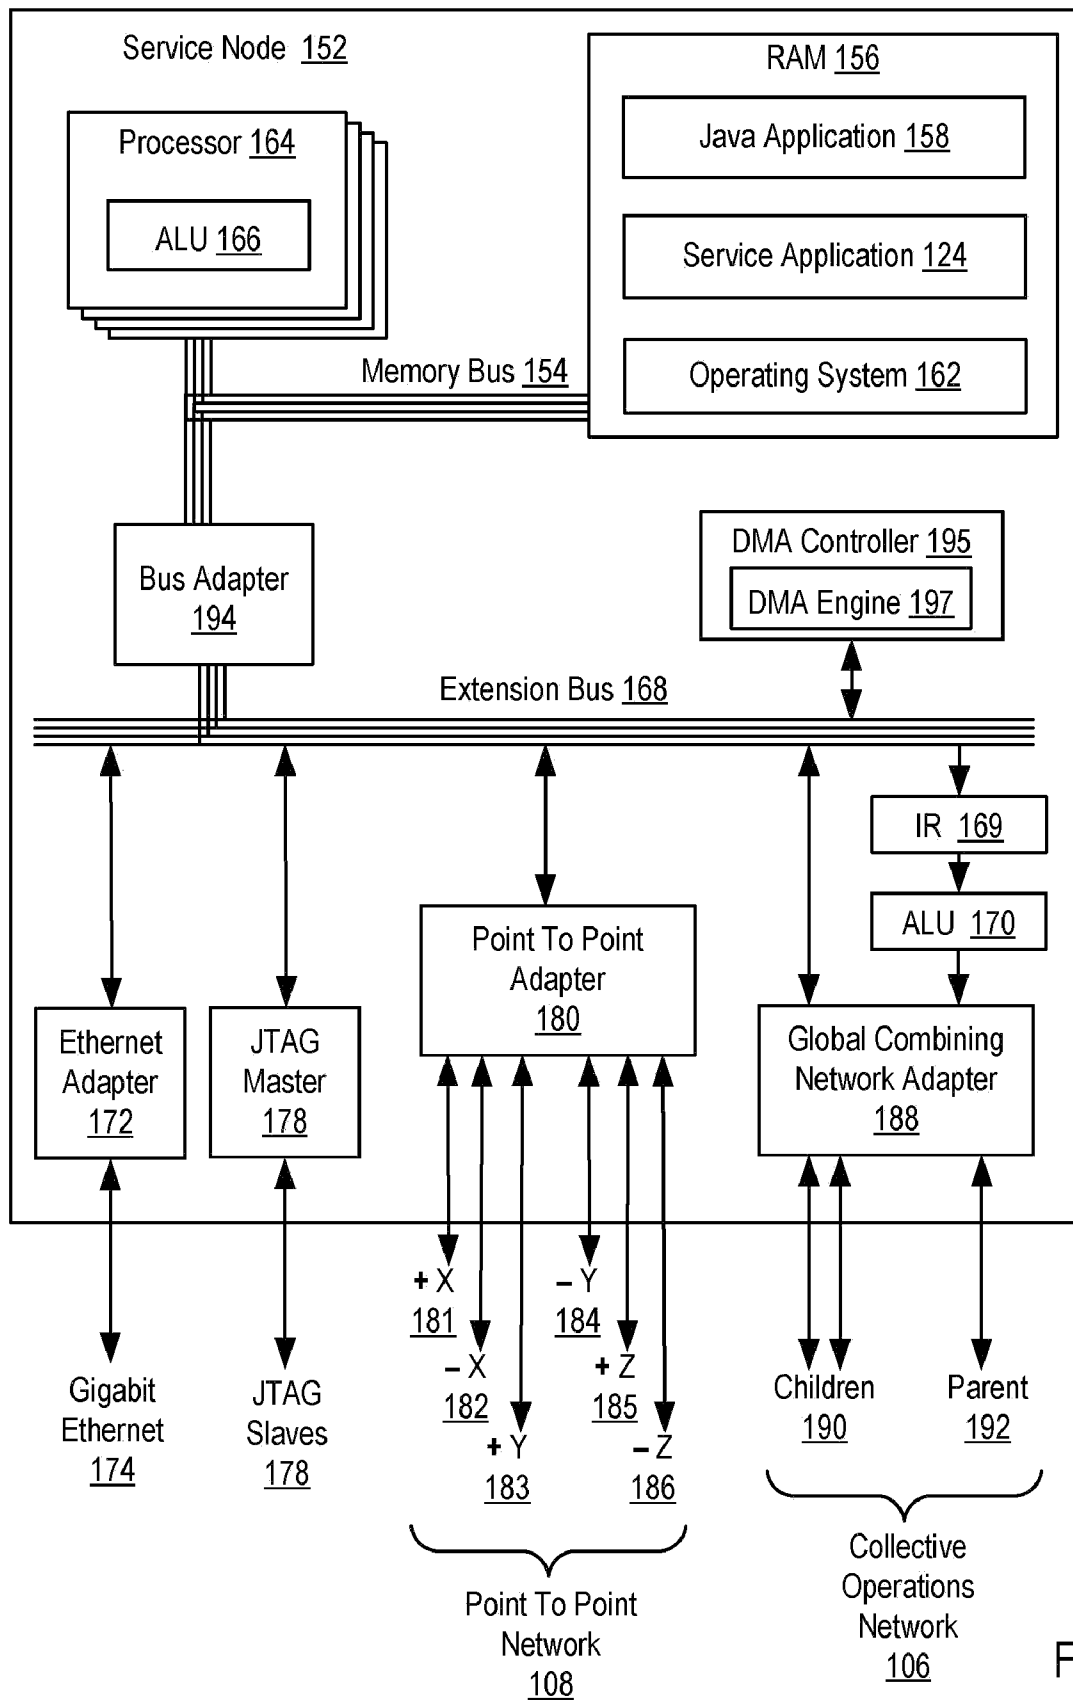 Service Node 152
RAM 156
Processor 164
ALU 166
Java Application 158
Service Application 124
Operating System 162
Memory Bus 154
Bus Adapter
194
DMA Controller 195
DMA Engine 197
Extension Bus 168
IR 169
ALU 170
Point To Point
Adapter
180
Ethernet
Adapter
172
JTAG
Master
178
Global Combining
Network Adapter
188
+ X
181
– X
182
+ Y
183
– Y
184
+ Z
185
– Z
186
Gigabit
Ethernet
174
JTAG
Slaves
178
Children
190
Parent
192
Point To Point
Network
108
Collective
Operations
Network
106
F